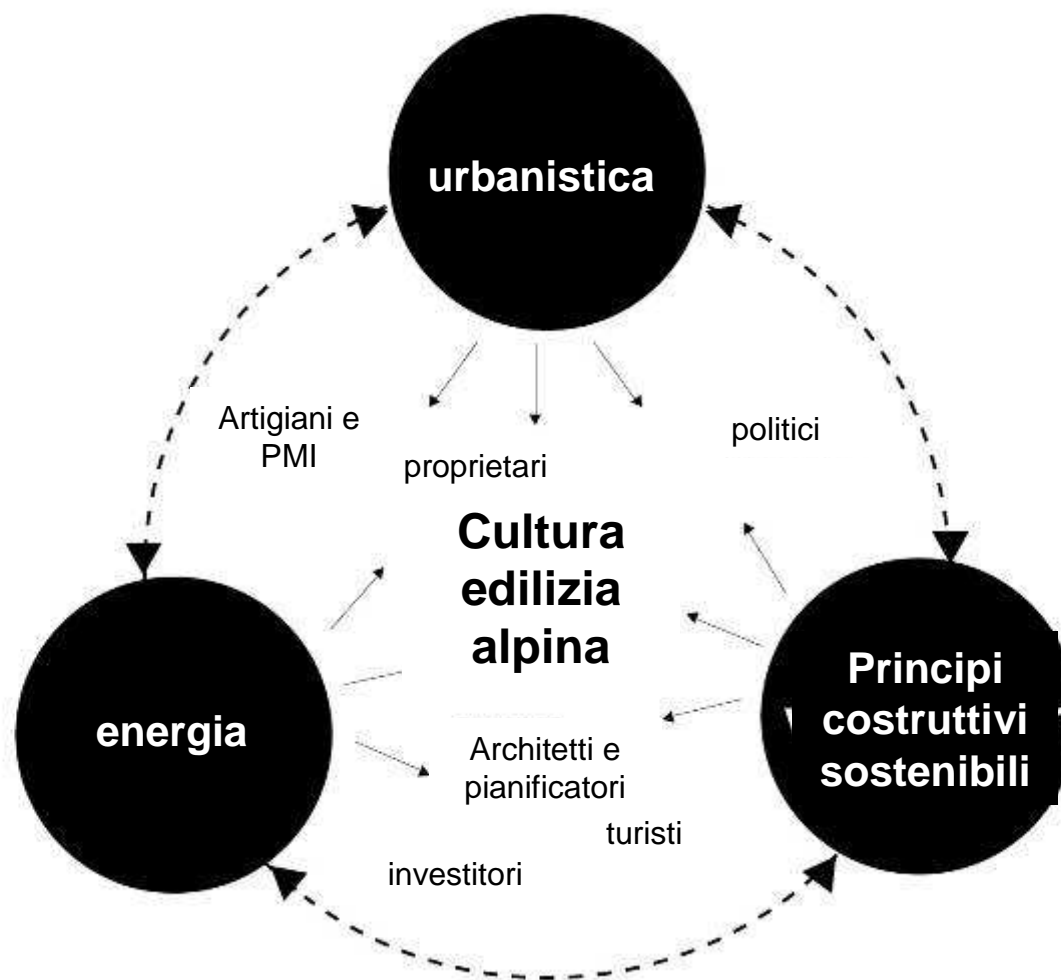 urbanistica
Artigiani e
PMI
politici
proprietari
Cultura
edilizia
alpina
Principi
costruttivi
sostenibili
energia
Architetti e
pianificatori
turisti
investitori